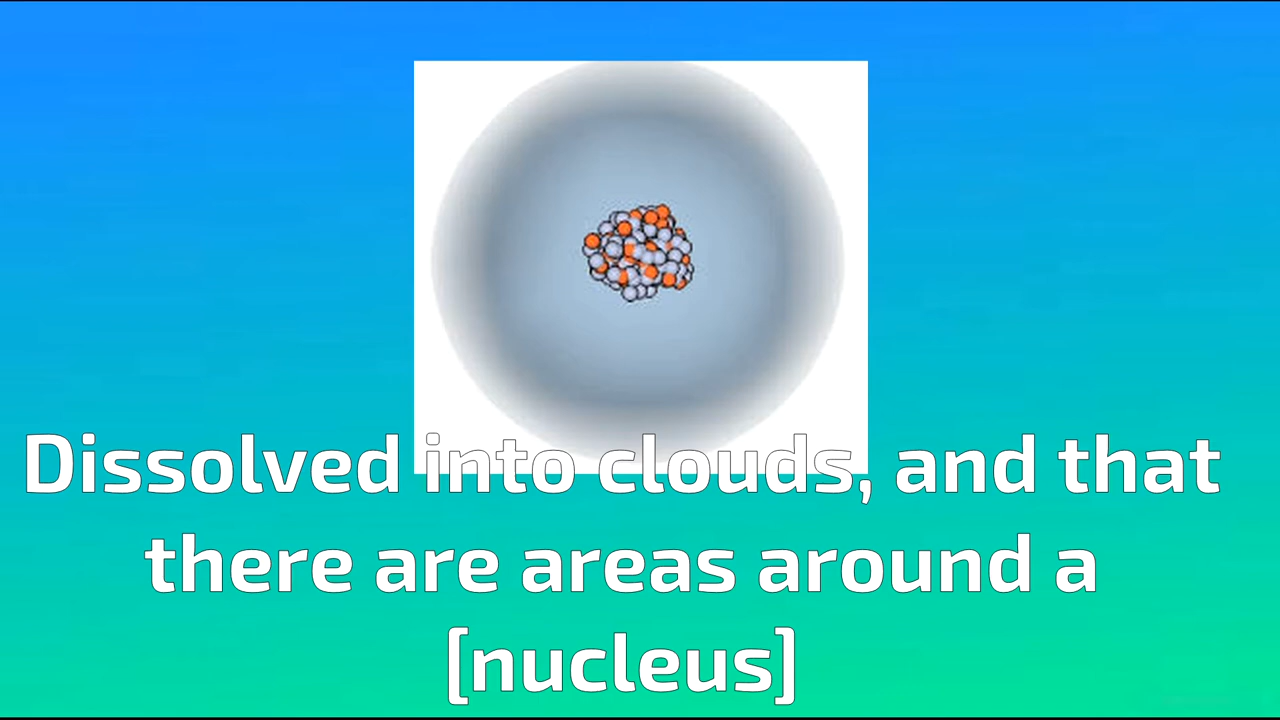 Dissolved into clouds, and that
there are areas around a
[nucleus]